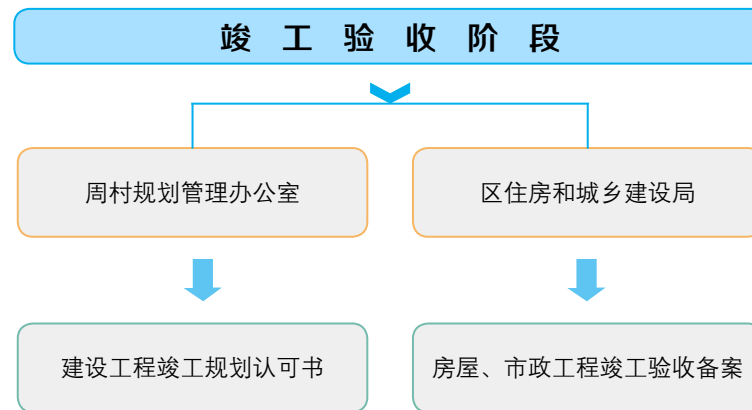 竣工验收阶段
周村规划管理办公室
区住房和城乡建设局
建设工程竣工规划认可书
房屋、市政工程竣工验收备案